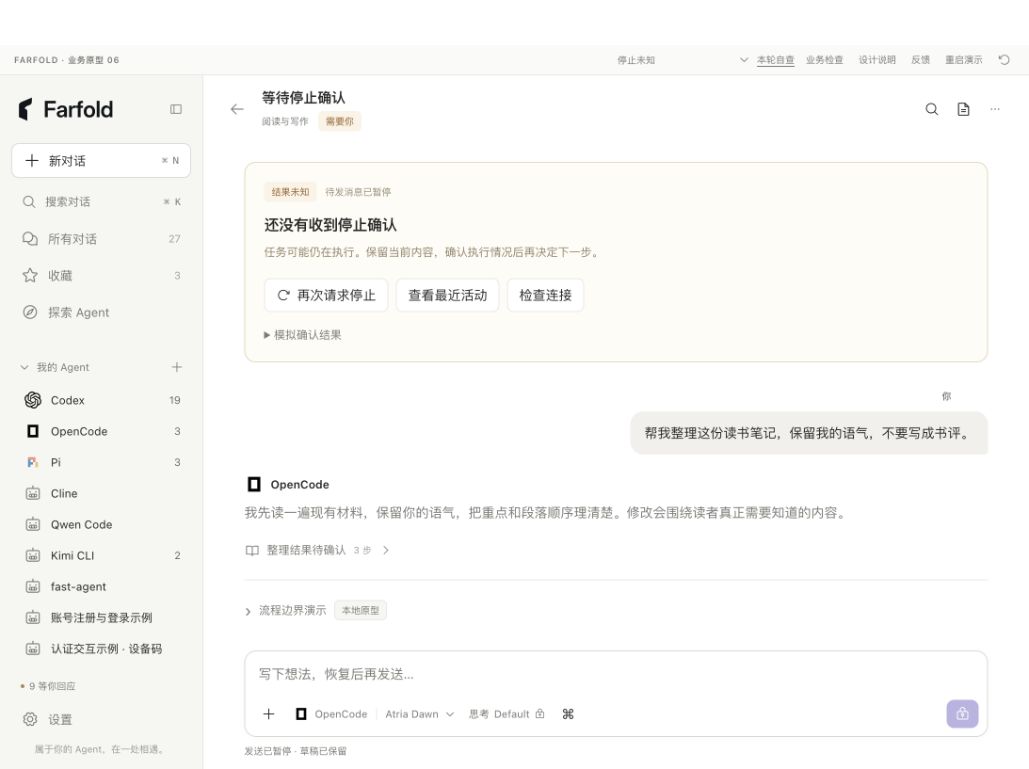 FARFOLD · 业务原型 06
停止未知
本轮自查 业务检查 设计说明 反馈 重启演示
Farfold
新对话 ⌘ N
搜索对话 ⌘ K
所有对话 27
收藏 3
探索 Agent
我的 Agent
Codex 19
OpenCode 3
Pi 3
Cline
Qwen Code
Kimi CLI 2
fast-agent
账号注册与登录示例
认证交互示例 · 设备码
9 等你回应
设置
属于你的 Agent，在一处相遇。
等待停止确认
阅读与写作 需要你
结果未知 待发消息已暂停
还没有收到停止确认
任务可能仍在执行。保留当前内容，确认执行情况后再决定下一步。
再次请求停止 查看最近活动 检查连接
模拟确认结果
你
帮我整理这份读书笔记，保留我的语气，不要写成书评。
OpenCode
我先读一遍现有材料，保留你的语气，把重点和段落顺序理清楚。修改会围绕读者真正需要知道的内容。
整理结果待确认 3 步
流程边界演示 本地原型
写下想法，恢复后再发送...
OpenCode Atria Dawn 思考 Default ⌘
发送已暂停 · 草稿已保留